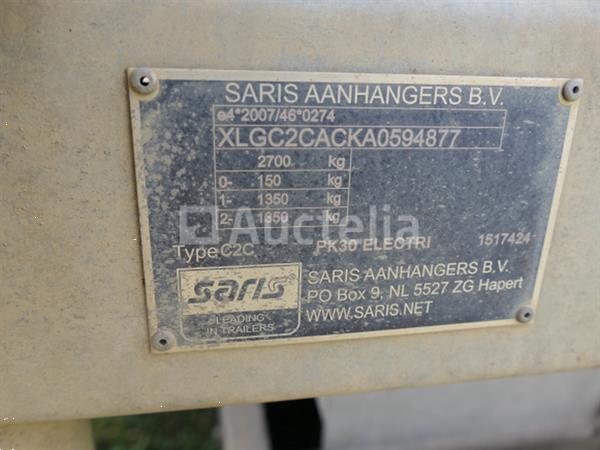 SARIS AANHANGERS B.V.
e4*2007/46*0274
XLGC2CACKA0594877
2700 kg
0- 150 kg
1- 1350 kg
2- 1350 kg
Auctelia
Type C2C PK30 ELECTRI 1517424
saris
LEADING
IN TRAILERS
SARIS AANHANGERS B.V.
PO Box 9, NL 5527 ZG Hapert
WWW.SARIS.NET